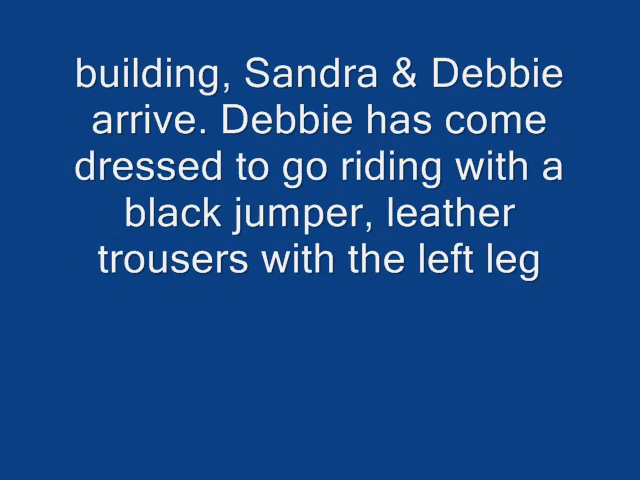 building, Sandra & Debbie
arrive. Debbie has come
dressed to go riding with a
black jumper, leather
trousers with the left leg